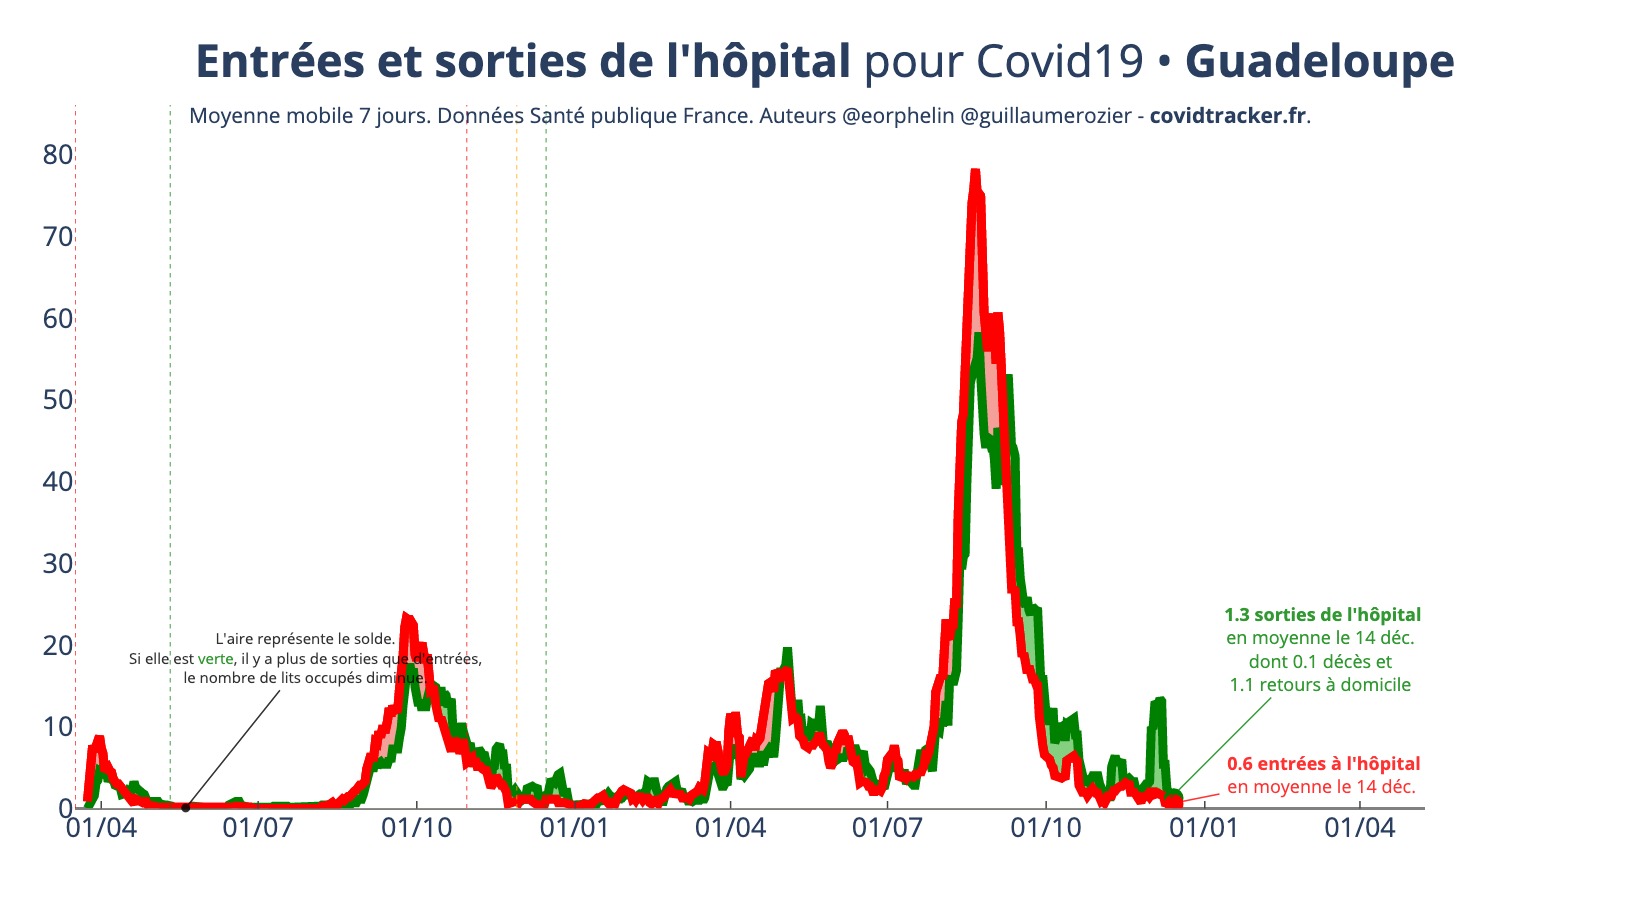 Entrées et sorties de l'hôpital pour Covid19 • Guadeloupe
Moyenne mobile 7 jours. Données Santé publique France. Auteurs @eorphelin @guillaumerozier - covidtracker.fr.
80
70
60
50
40
30
20
10
0
L'aire représente le solde.
Si elle est verte, il y a plus de sorties que d'entrées,
le nombre de lits occupés diminue.
1.3 sorties de l'hôpital
en moyenne le 14 déc.
dont 0.1 décès et
1.1 retours à domicile
0.6 entrées à l'hôpital
en moyenne le 14 déc.
01/04 01/07 01/10 01/01 01/04 01/07 01/10 01/01 01/04